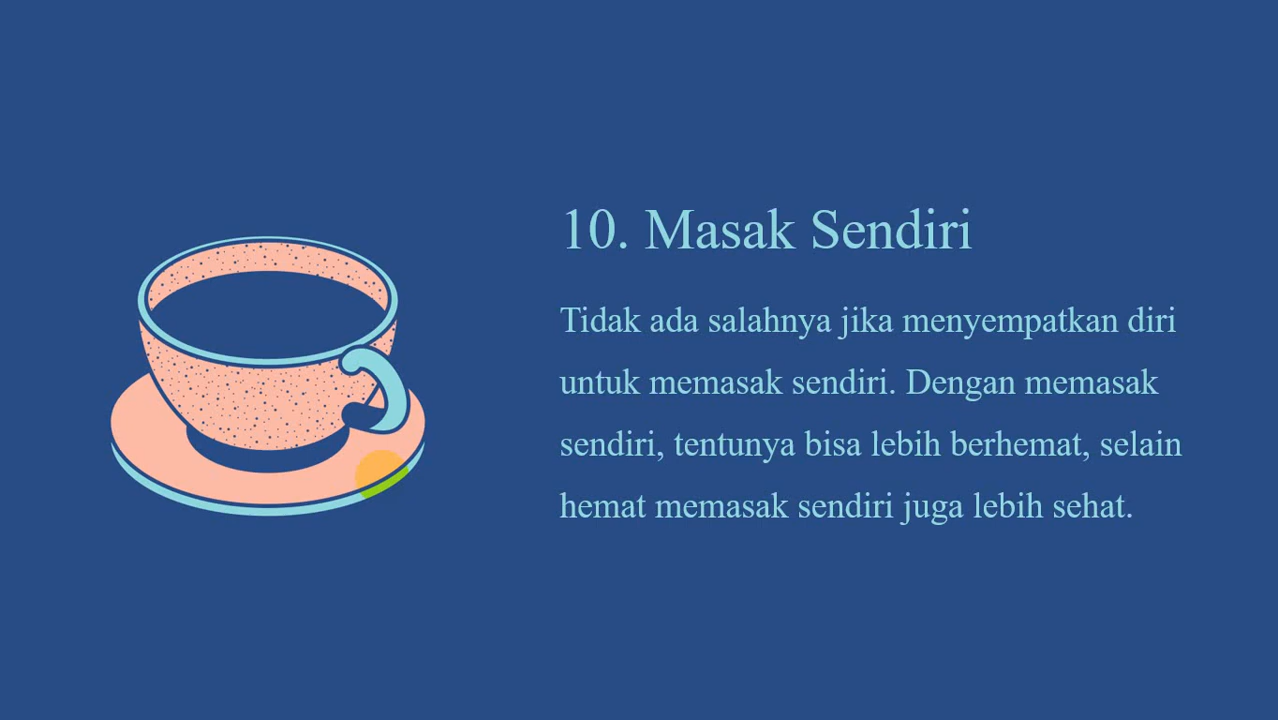 10. Masak Sendiri
Tidak ada salahnya jika menyempatkan diri
untuk memasak sendiri. Dengan memasak
sendiri, tentunya bisa lebih berhemat, selain
hemat memasak sendiri juga lebih sehat.